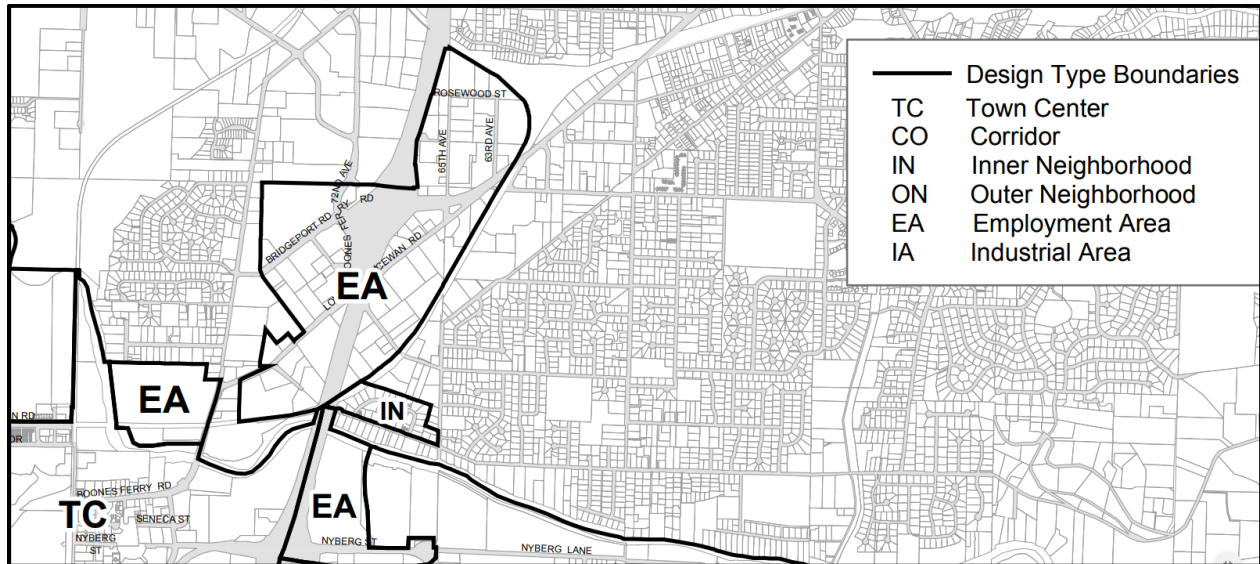 Design Type Boundaries
TC Town Center
CO Corridor
IN Inner Neighborhood
ON Outer Neighborhood
EA Employment Area
IA Industrial Area
ROSEWOOD ST
65TH AVE
63RD AVE
72ND AVE
BRIDGEPORT RD
RD
EA
EA
IN
N RD
DR
BOONES FERRY RD
TC
SENECA ST
NYBERG
ST
EA
NYBERG ST
NYBERG LANE